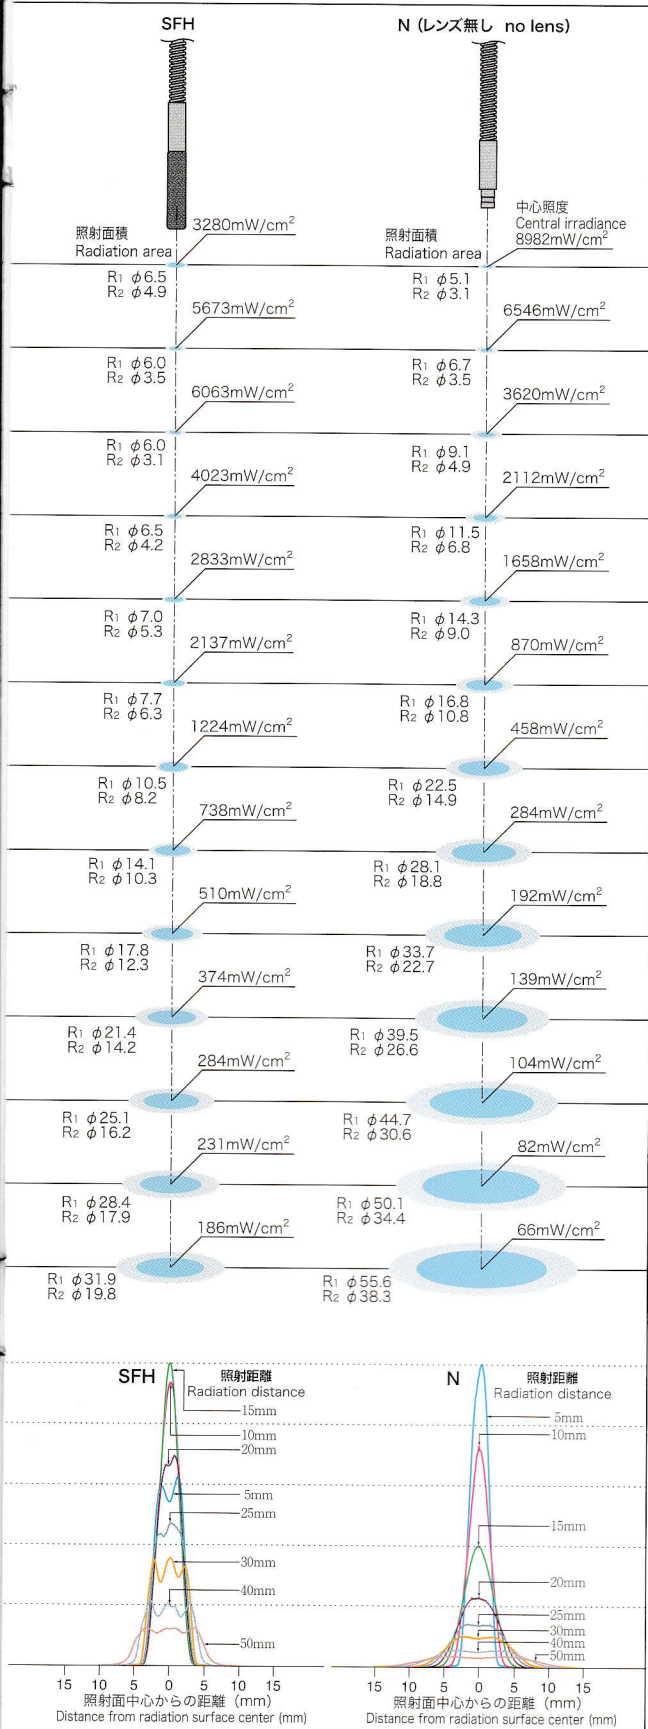 SFH
N (レンズ無し no lens)
照射面積
Radiation area
3280mW/cm²
R1 φ6.5
R2 φ4.9
5673mW/cm²
R1 φ6.0
R2 φ3.5
6063mW/cm²
R1 φ6.0
R2 φ3.1
4023mW/cm²
R1 φ6.5
R2 φ4.2
2833mW/cm²
R1 φ7.0
R2 φ5.3
2137mW/cm²
R1 φ7.7
R2 φ6.3
1224mW/cm²
R1 φ10.5
R2 φ8.2
738mW/cm²
R1 φ14.1
R2 φ10.3
510mW/cm²
R1 φ17.8
R2 φ12.3
374mW/cm²
R1 φ21.4
R2 φ14.2
284mW/cm²
R1 φ25.1
R2 φ16.2
231mW/cm²
R1 φ28.4
R2 φ17.9
186mW/cm²
R1 φ31.9
R2 φ19.8
照射面積
Radiation area
中心照度
Central irradiance
8982mW/cm²
R1 φ5.1
R2 φ3.1
6546mW/cm²
R1 φ6.7
R2 φ3.5
3620mW/cm²
R1 φ9.1
R2 φ4.9
2112mW/cm²
R1 φ11.5
R2 φ6.8
1658mW/cm²
R1 φ14.3
R2 φ9.0
870mW/cm²
R1 φ16.8
R2 φ10.8
458mW/cm²
R1 φ22.5
R2 φ14.9
284mW/cm²
R1 φ28.1
R2 φ18.8
192mW/cm²
R1 φ33.7
R2 φ22.7
139mW/cm²
R1 φ39.5
R2 φ26.6
104mW/cm²
R1 φ44.7
R2 φ30.6
82mW/cm²
R1 φ50.1
R2 φ34.4
66mW/cm²
R1 φ55.6
R2 φ38.3
SFH
照射距離
Radiation distance
15mm
10mm
20mm
5mm
25mm
30mm
40mm
50mm
15 10 5 0 5 10 15
照射面中心からの距離 (mm)
Distance from radiation surface center (mm)
N
照射距離
Radiation distance
5mm
10mm
15mm
20mm
25mm
30mm
40mm
50mm
15 10 5 0 5 10 15
照射面中心からの距離 (mm)
Distance from radiation surface center (mm)